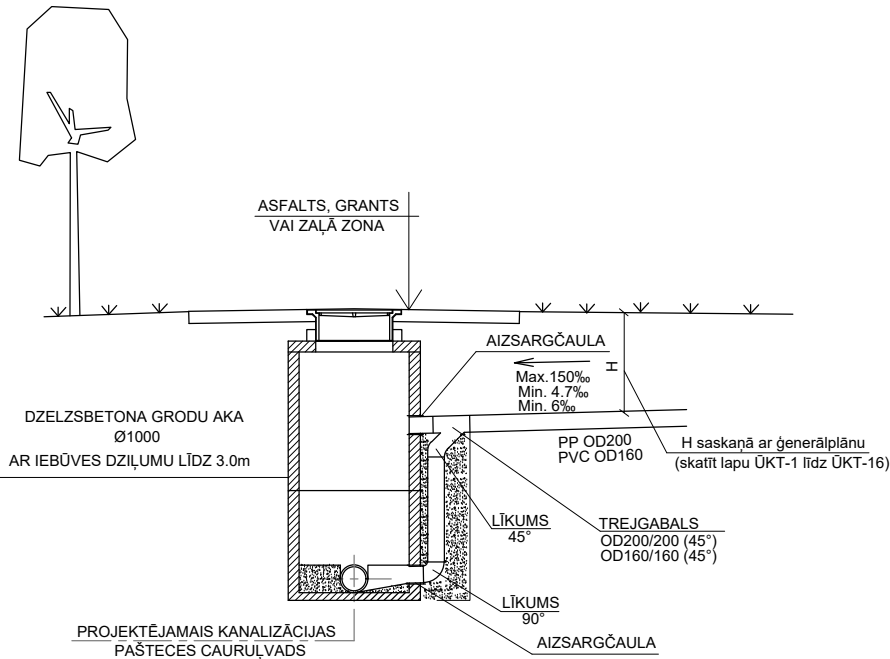 ASFALTS, GRANTS
VAI ZAĻĀ ZONA
AIZSARGČAULA
Max.150‰
Min. 4.7‰
Min. 6‰
H
DZELZSBETONA GRODU AKA
Ø1000
AR IEBŪVES DZIĻUMU LĪDZ 3.0m
PP OD200
PVC OD160
H saskaņā ar ģenerālplānu
(skatīt lapu ŪKT-1 līdz ŪKT-16)
LĪKUMS
45°
TREJGABALS
OD200/200 (45°)
OD160/160 (45°)
LĪKUMS
90°
PROJEKTĒJAMAIS KANALIZĀCIJAS
PAŠTECES CAURUĻVADS
AIZSARGČAULA